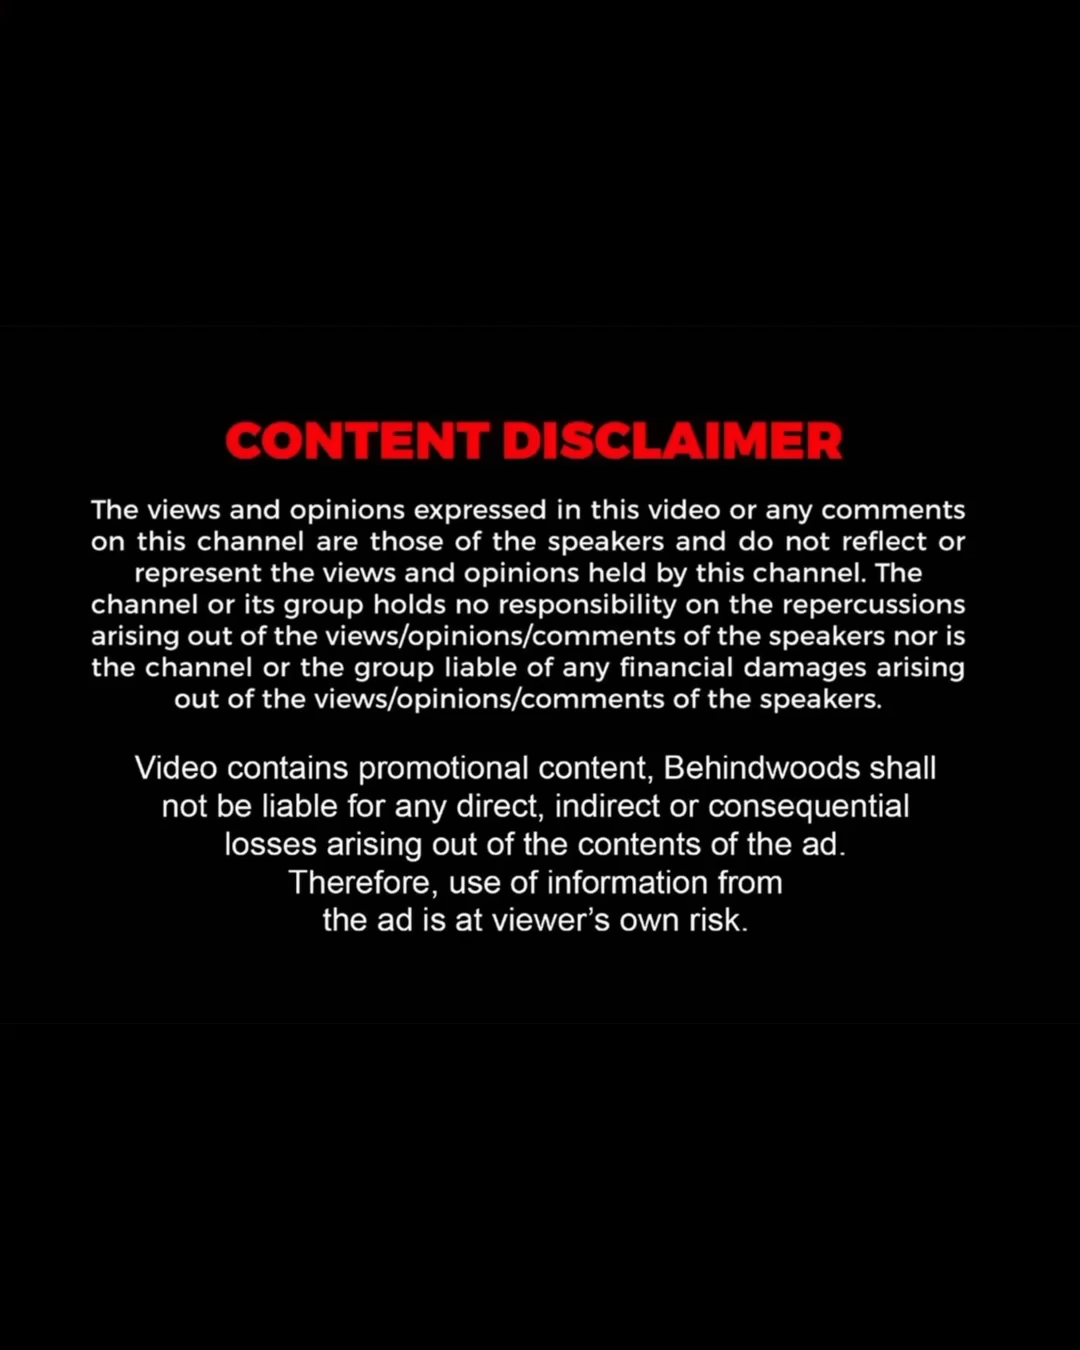 CONTENT DISCLAIMER
The views and opinions expressed in this video or any comments
on this channel are those of the speakers and do not reflect or
represent the views and opinions held by this channel. The
channel or its group holds no responsibility on the repercussions
arising out of the views/opinions/comments of the speakers nor is
the channel or the group liable of any financial damages arising
out of the views/opinions/comments of the speakers.
Video contains promotional content, Behindwoods shall
not be liable for any direct, indirect or consequential
losses arising out of the contents of the ad.
Therefore, use of information from
the ad is at viewer’s own risk.